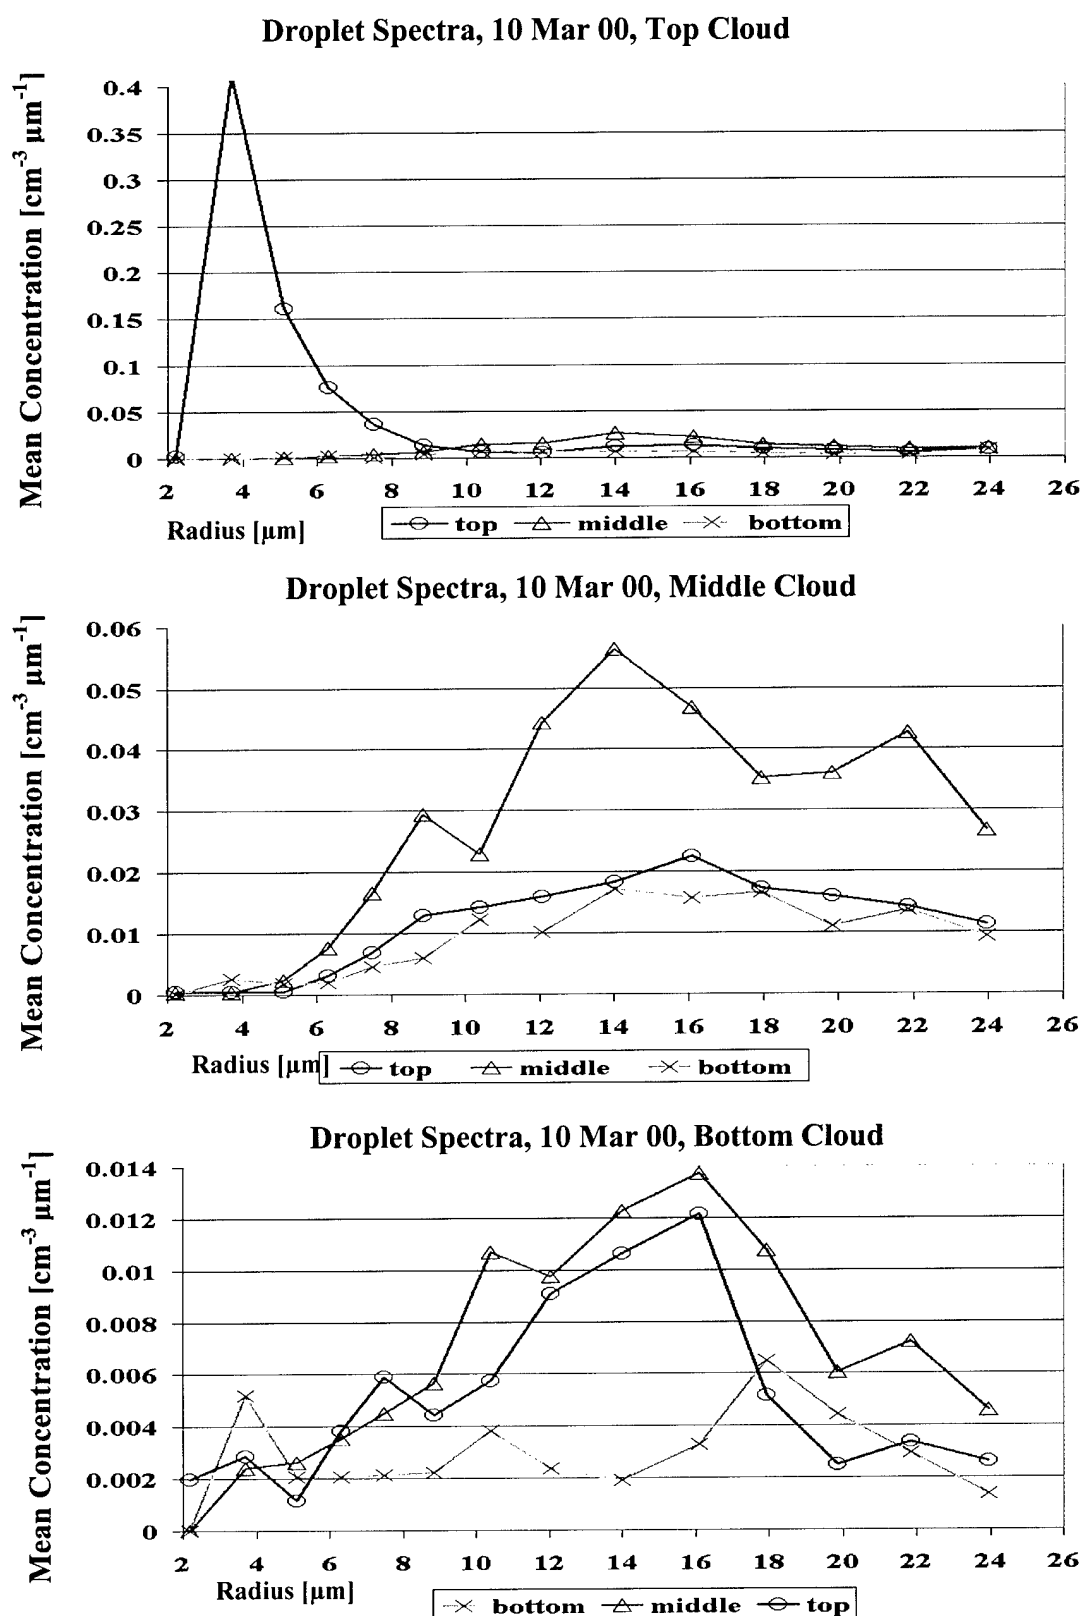 Droplet Spectra, 10 Mar 00, Top Cloud
Mean Concentration [cm⁻³ µm⁻¹]
0.4
0.35
0.3
0.25
0.2
0.15
0.1
0.05
0
2 4 6 8 10 12 14 16 18 20 22 24 26
Radius [µm]
top middle bottom
Droplet Spectra, 10 Mar 00, Middle Cloud
Mean Concentration [cm⁻³ µm⁻¹]
0.06
0.05
0.04
0.03
0.02
0.01
0
2 4 6 8 10 12 14 16 18 20 22 24 26
Radius [µm]
top middle bottom
Droplet Spectra, 10 Mar 00, Bottom Cloud
Mean Concentration [cm⁻³ µm⁻¹]
0.014
0.012
0.01
0.008
0.006
0.004
0.002
0
2 4 6 8 10 12 14 16 18 20 22 24 26
Radius [µm]
bottom middle top